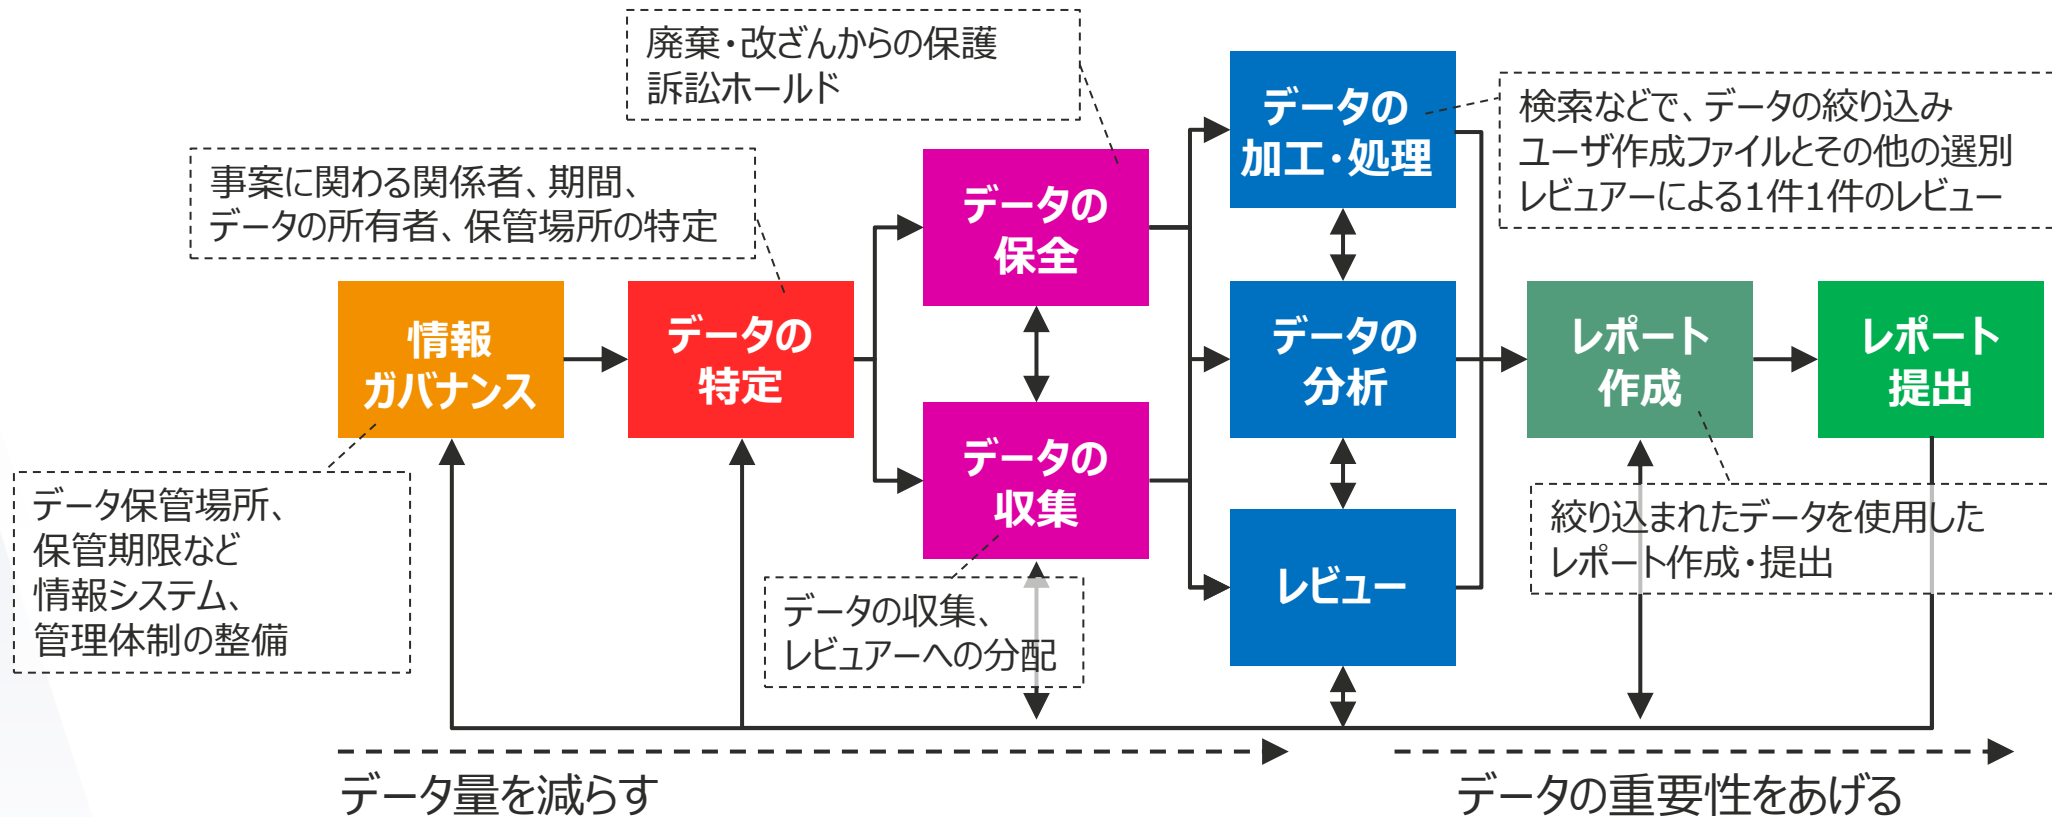 廃棄・改ざんからの保護
訴訟ホールド
データの
加工・処理
検索などで、データの絞り込み
ユーザ作成ファイルとその他の選別
レビュアーによる1件1件のレビュー
事案に関わる関係者、期間、
データの所有者、保管場所の特定
データの
保全
情報
ガバナンス
データの
特定
データの
分析
レポート
作成
レポート
提出
データの
収集
データ保管場所、
保管期限など
情報システム、
管理体制の整備
絞り込まれたデータを使用した
レポート作成・提出
レビュー
データの収集、
レビュアーへの分配
データ量を減らす
データの重要性をあげる